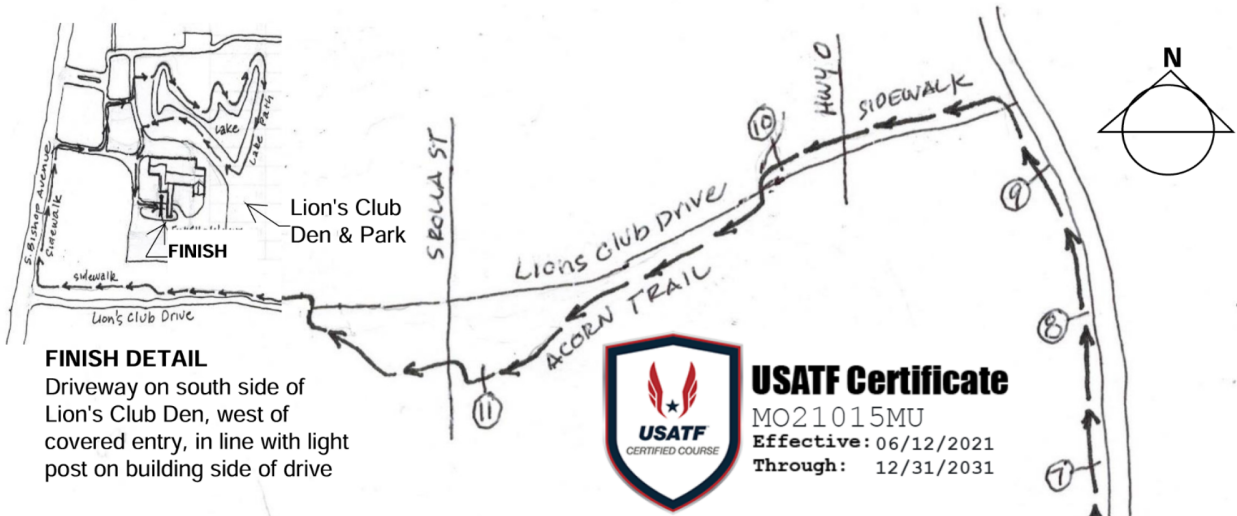 N
HWY O
SIDEWALK
10
9
S. Bishop Avenue
Sidewalk
Lake
Lake Path
FINISH
Lion's Club
Den & Park
S ROLLA ST
Lions Club Drive
ACORN TRAIL
sidewalk
Lion's Club Drive
8
11
7
FINISH DETAIL
Driveway on south side of
Lion's Club Den, west of
covered entry, in line with light
post on building side of drive
USATF
CERTIFIED COURSE
USATF Certificate
MO21015MU
Effective: 06/12/2021
Through: 12/31/2031